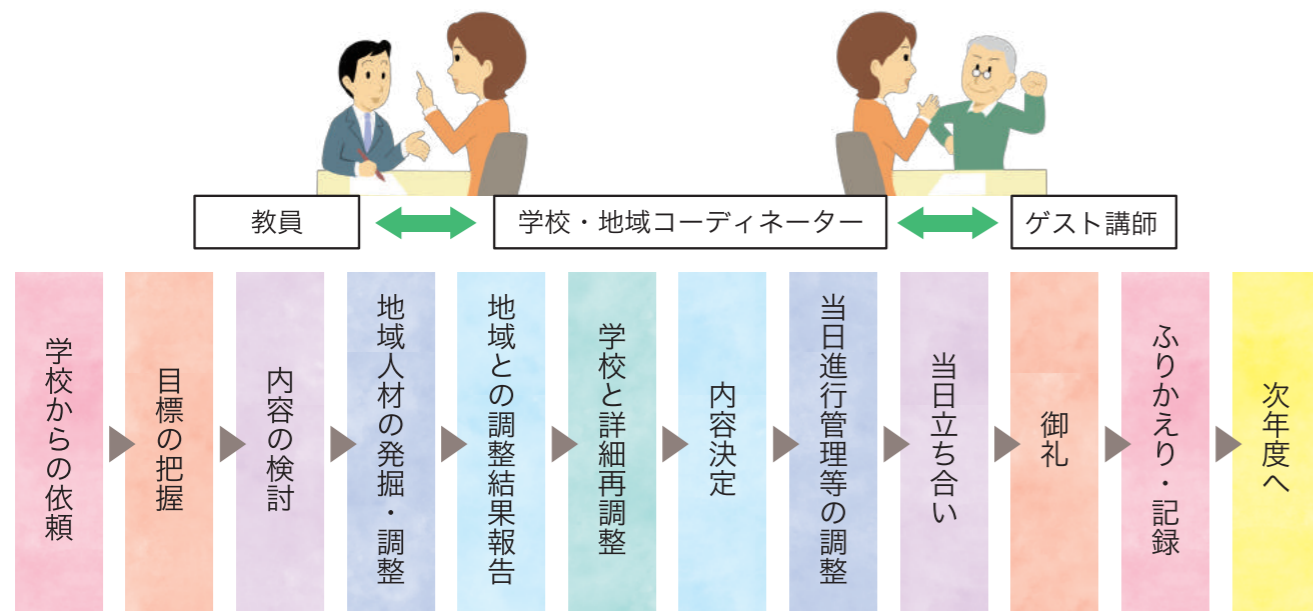 教員
学校・地域コーディネーター
ゲスト講師
学校からの依頼
目標の把握
内容の検討
地域人材の発掘・調整
地域との調整結果報告
学校と詳細再調整
内容決定
当日進行管理等の調整
当日立ち合い
御礼
ふりかえり・記録
次年度へ